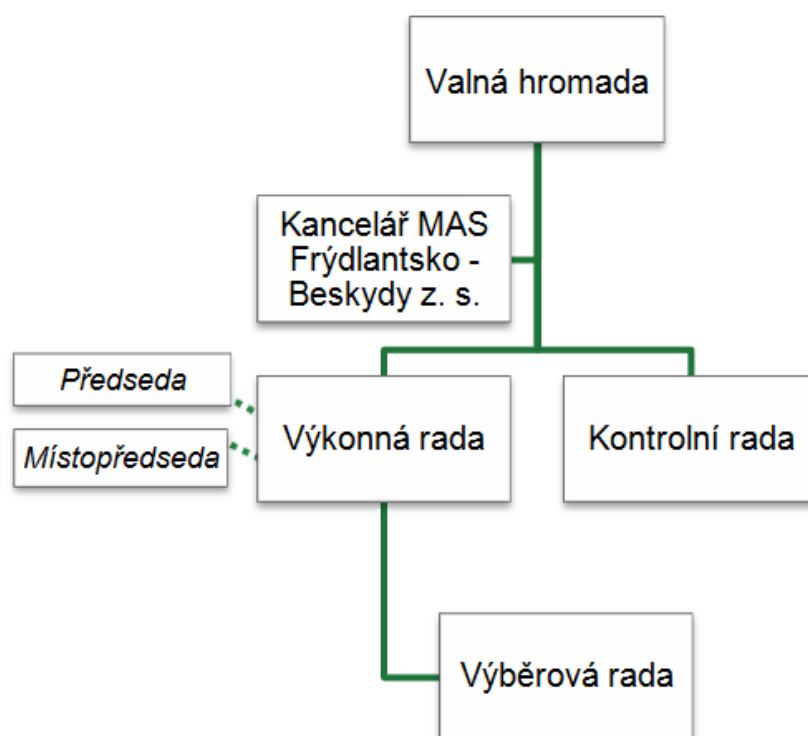 Valná hromada
Kancelář MAS
Frýdlantsko -
Beskydy z. s.
Předseda
Místopředseda
Výkonná rada
Kontrolní rada
Výběrová rada